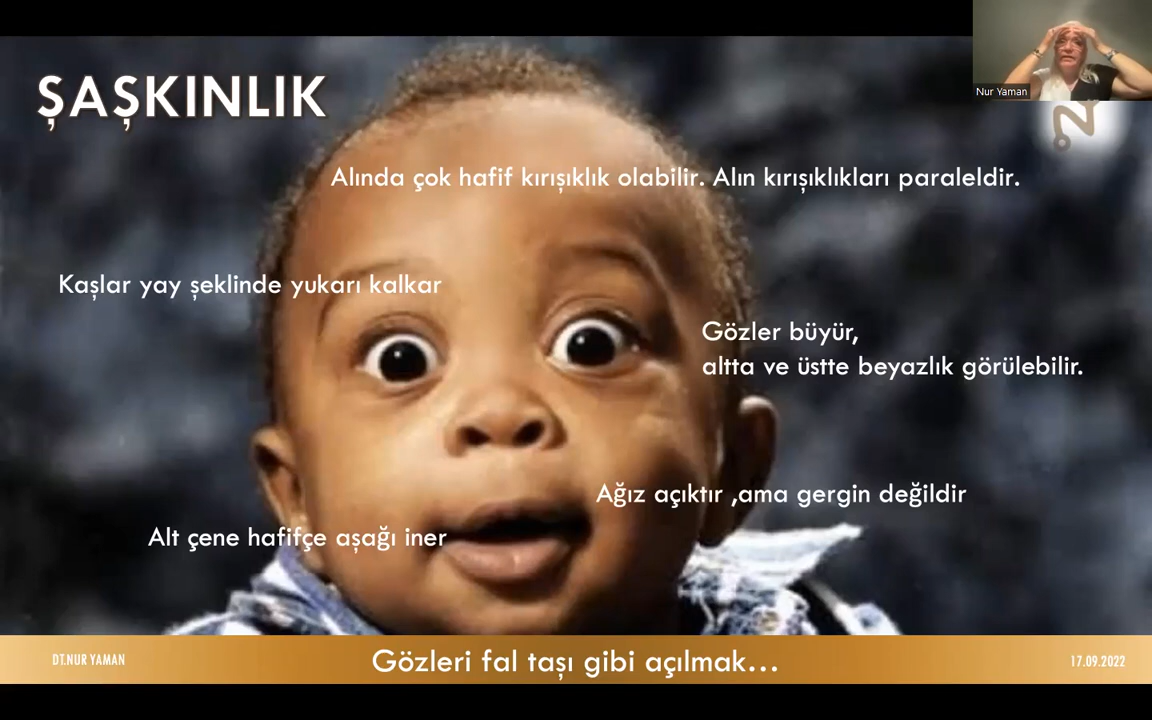 ŞAŞKINLIK
Nur Yaman
Alında çok hafif kırışıklık olabilir. Alın kırışıklıkları paraleldir.
Kaşlar yay şeklinde yukarı kalkar
Gözler büyür,
altta ve üstte beyazlık görülebilir.
Ağız açıktır ,ama gergin değildir
Alt çene hafifçe aşağı iner
DT.NUR YAMAN
Gözleri fal taşı gibi açılmak...
17.09.2022